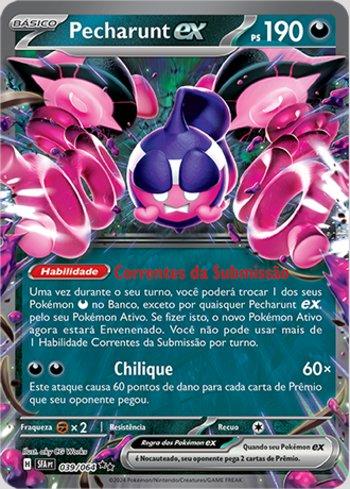 BÁSICO
Pecharunt ex PS 190
Habilidade Correntes da Submissão
Uma vez durante o seu turno, você poderá trocar 1 dos seus
Pokémon no Banco, exceto por quaisquer Pecharunt ex,
pelo seu Pokémon Ativo. Se fizer isto, o novo Pokémon Ativo
agora estará Envenenado. Você não pode usar mais de
1 Habilidade Correntes da Submissão por turno.
Chilique 60×
Este ataque causa 60 pontos de dano para cada carta de Prêmio
que seu oponente pegou.
Fraqueza × 2 Resistência Recuo
Illust. aky CG Works
Regra dos Pokémon ex Quando seu Pokémon ex
é Nocauteado, seu oponente pega 2 cartas de Prêmio.
H SFA PT 039/064 ★★
©2024 Pokémon/Nintendo/Creatures/GAME FREAK